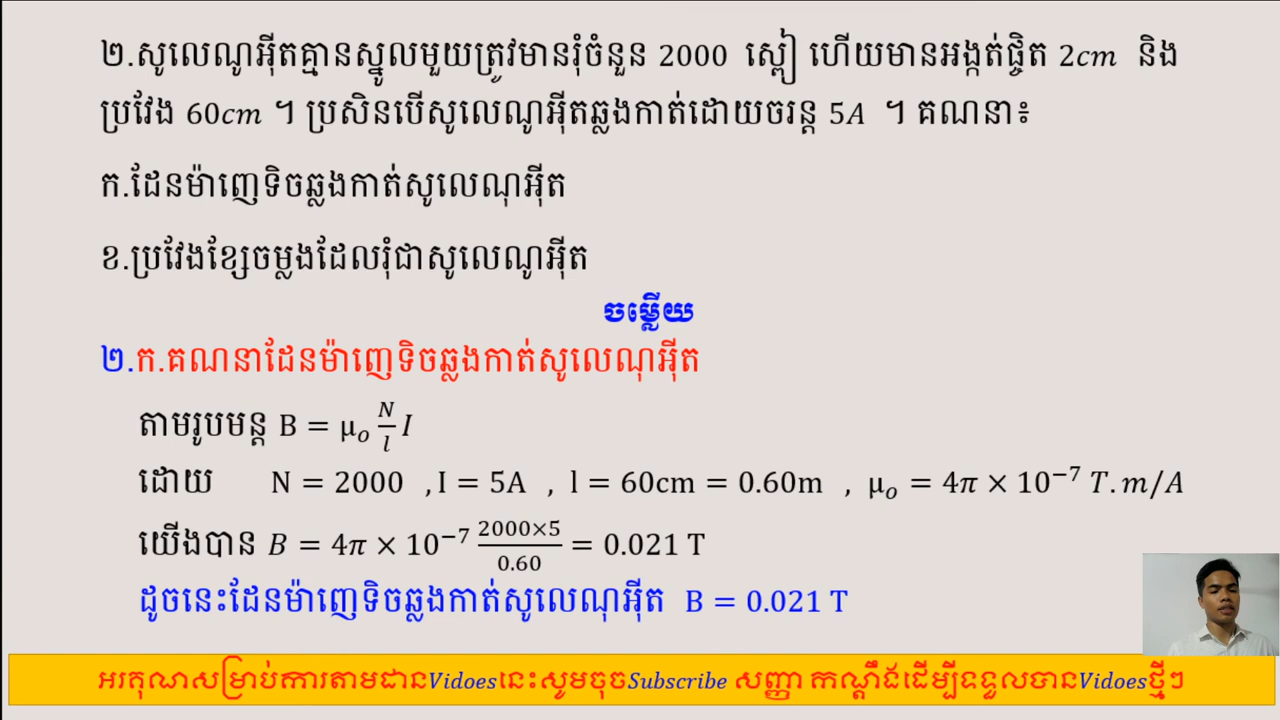 ២.សូលេណូអ៊ីតគ្មានស្នូលមួយត្រូវមានរុំចំនួន 2000 ស្ពៀ ហើយមានអង្កត់ផ្ចិត 2cm និង
ប្រវែង 60cm ។ ប្រសិនបើសូលេណូអ៊ីតឆ្លងកាត់ដោយចរន្ត 5A ។ គណនា៖
ក.ដែនម៉ាញេទិចឆ្លងកាត់សូលេណុអ៊ីត
ខ.ប្រវែងខ្សែចម្លងដែលរុំជាសូលេណូអ៊ីត
ចម្លើយ
២.ក.គណនាដែនម៉ាញេទិចឆ្លងកាត់សូលេណុអ៊ីត
តាមរូបមន្ត B = μₒ N/l I
ដោយ N = 2000 , I = 5A , l = 60cm = 0.60m , μₒ = 4π × 10⁻⁷ T.m/A
យើងបាន B = 4π × 10⁻⁷ 2000×5/0.60 = 0.021 T
ដូចនេះដែនម៉ាញេទិចឆ្លងកាត់សូលេណុអ៊ីត B = 0.021 T
អរគុណសម្រាប់ការតាមដានVidoesនេះសូមចុចSubscribe សញ្ញា កណ្ដឹងដើម្បីទទួលបានVidoesថ្មីៗ